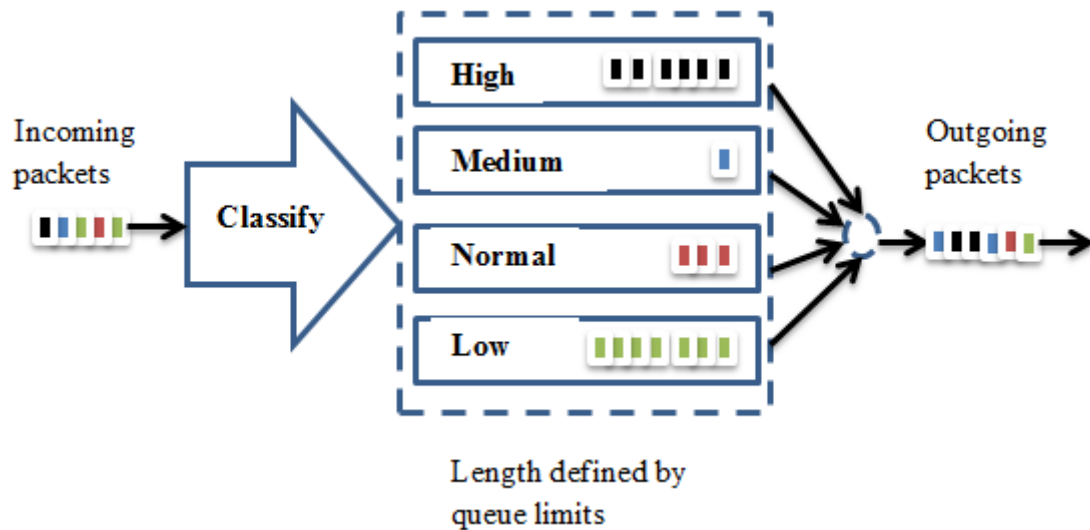 Incoming
packets
Classify
High
Medium
Normal
Low
Outgoing
packets
Length defined by
queue limits